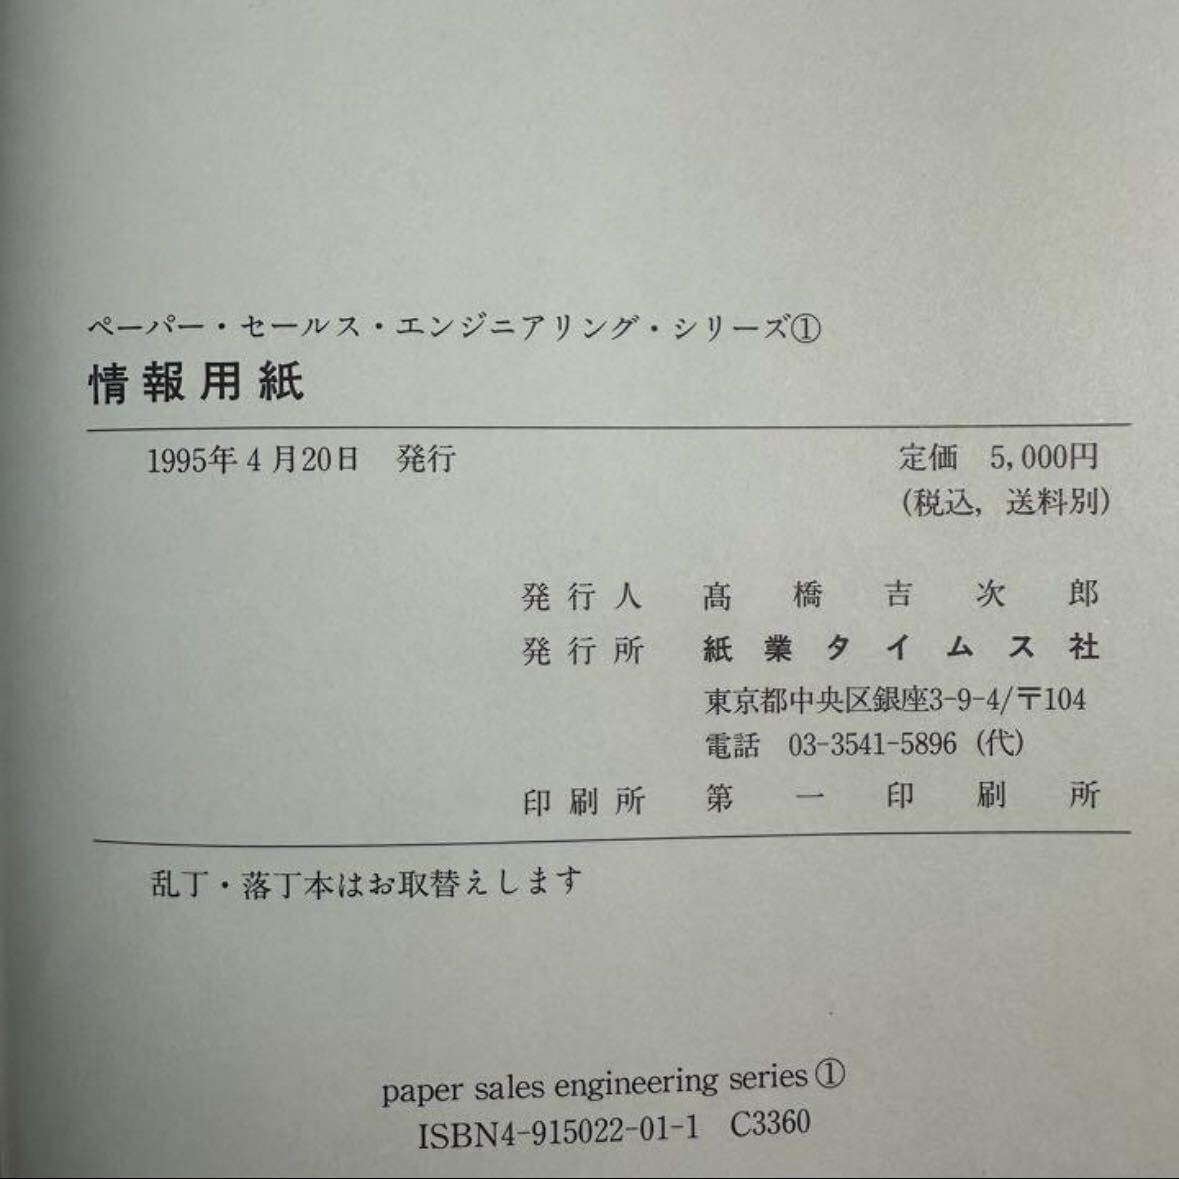 ペーパー・セールス・エンジニアリング・シリーズ①
情報用紙
1995年4月20日　発行　定価　5,000円
(税込, 送料別)
発行人　髙橋吉次郎
発行所　紙業タイムス社
東京都中央区銀座3-9-4/〒104
電話　03-3541-5896 (代)
印刷所　第一印刷所
乱丁・落丁本はお取替えします
paper sales engineering series①
ISBN4-915022-01-1　C3360